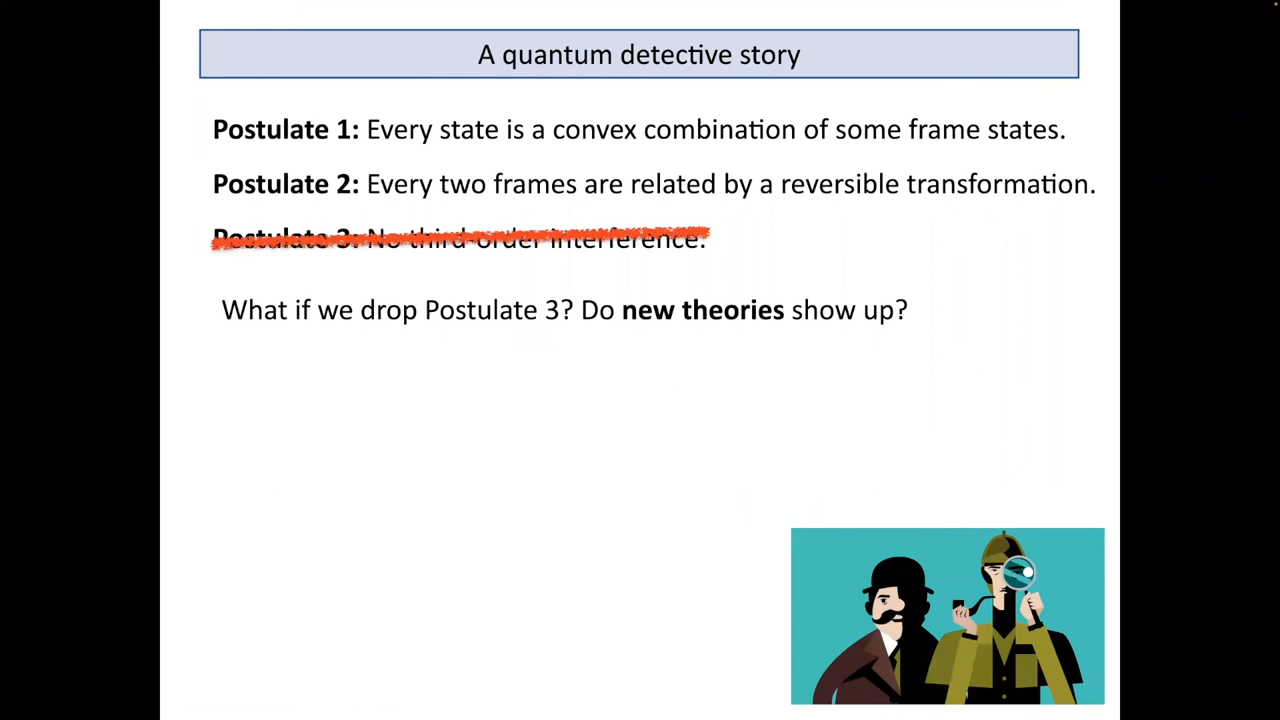 A quantum detective story
Postulate 1: Every state is a convex combination of some frame states.
Postulate 2: Every two frames are related by a reversible transformation.
Postulate 3: No third-order interference.
What if we drop Postulate 3? Do new theories show up?